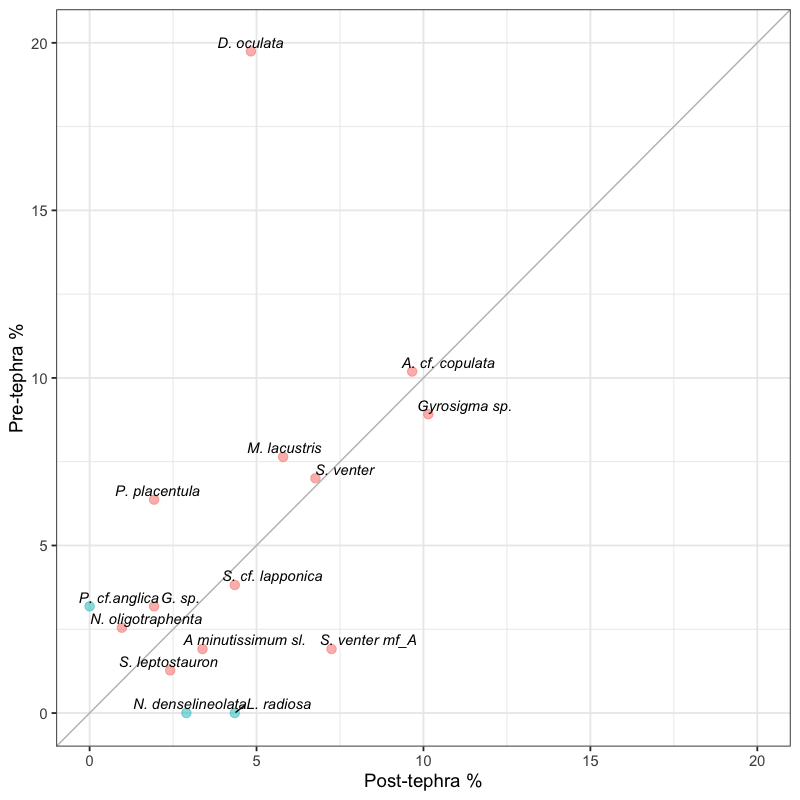 20
D. oculata
15
A. cf. copulata
10
Gyrosigma sp.
M. lacustris
S. venter
P. placentula
5
S. cf. lapponica
P. cf.anglica G. sp.
N. oligotraphenta
A minutissimum sl. S. venter mf_A
S. leptostauron
N. denselineolata L. radiosa
0
0 5 10 15 20
Post-tephra %
Pre-tephra %